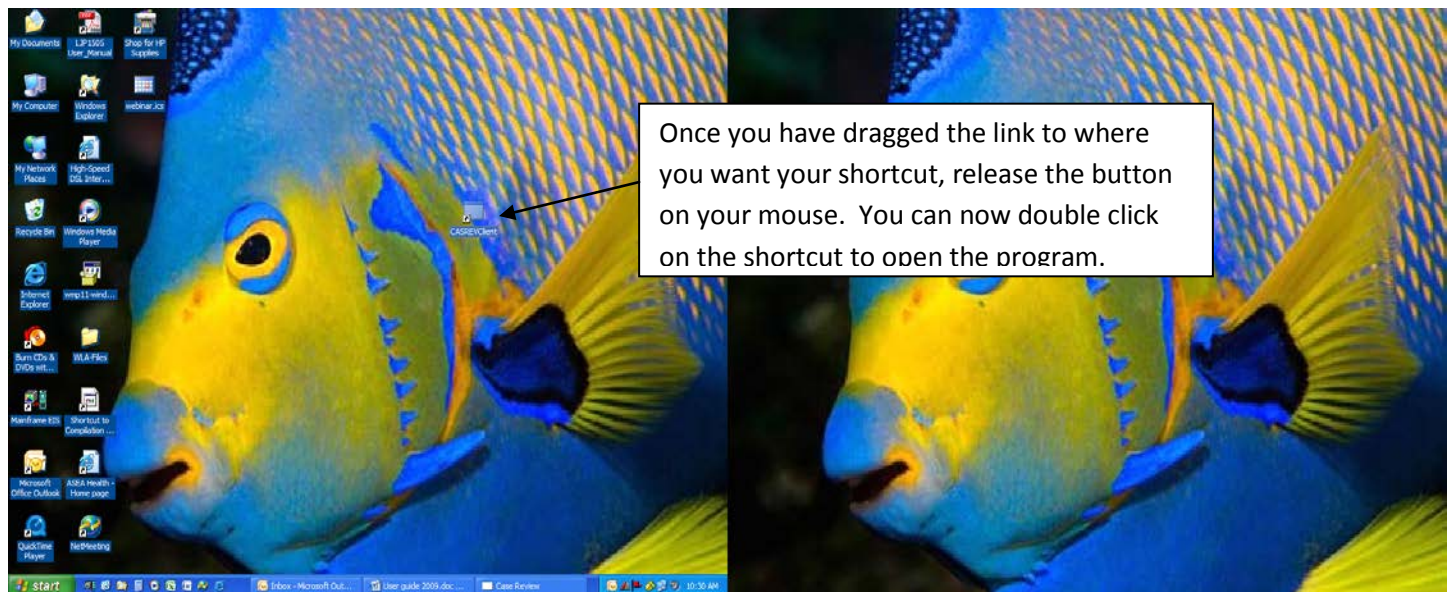 My Documents
LJP1505
User_Manual
Shop for HP
Supplies
My Computer
Windows
Explorer
webinar.ics
My Network
Places
High-Speed
DSL Inter...
Recycle Bin
Windows Media
Player
Internet
Explorer
wmp11-wind...
Burn CDs &
DVDs wit...
WLA-Files
Mainframe EIS
Shortcut to
Compilation ...
Microsoft
Office Outlook
ASEA Health -
Home page
QuickTime
Player
NetMeeting
CASREVClient
Once you have dragged the link to where
you want your shortcut, release the button
on your mouse.  You can now double click
on the shortcut to open the program.
start
Inbox - Microsoft Out...
User guide 2009.doc ...
Case Review
10:30 AM